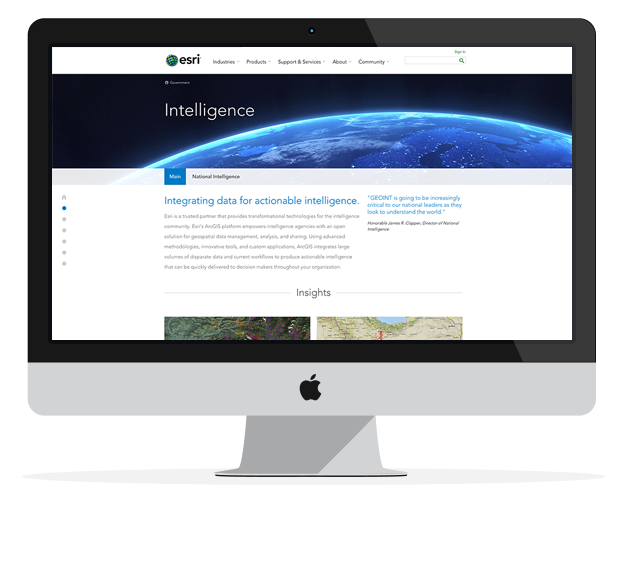 Sign In
esri
Industries Products Support & Services About Community
Government
Intelligence
Main National Intelligence
Integrating data for actionable intelligence.
Esri is a trusted partner that provides transformational technologies for the intelligence
community. Esri's ArcGIS platform empowers intelligence agencies with an open
solution for geospatial data management, analysis, and sharing. Using advanced
methodologies, innovative tools, and custom applications, ArcGIS integrates large
volumes of disparate data and current workflows to produce actionable intelligence
that can be quickly delivered to decision makers throughout your organization.
"GEOINT is going to be increasingly
critical to our national leaders as they
look to understand the world."
Honorable James R. Clapper, Director of National
Intelligence
Insights